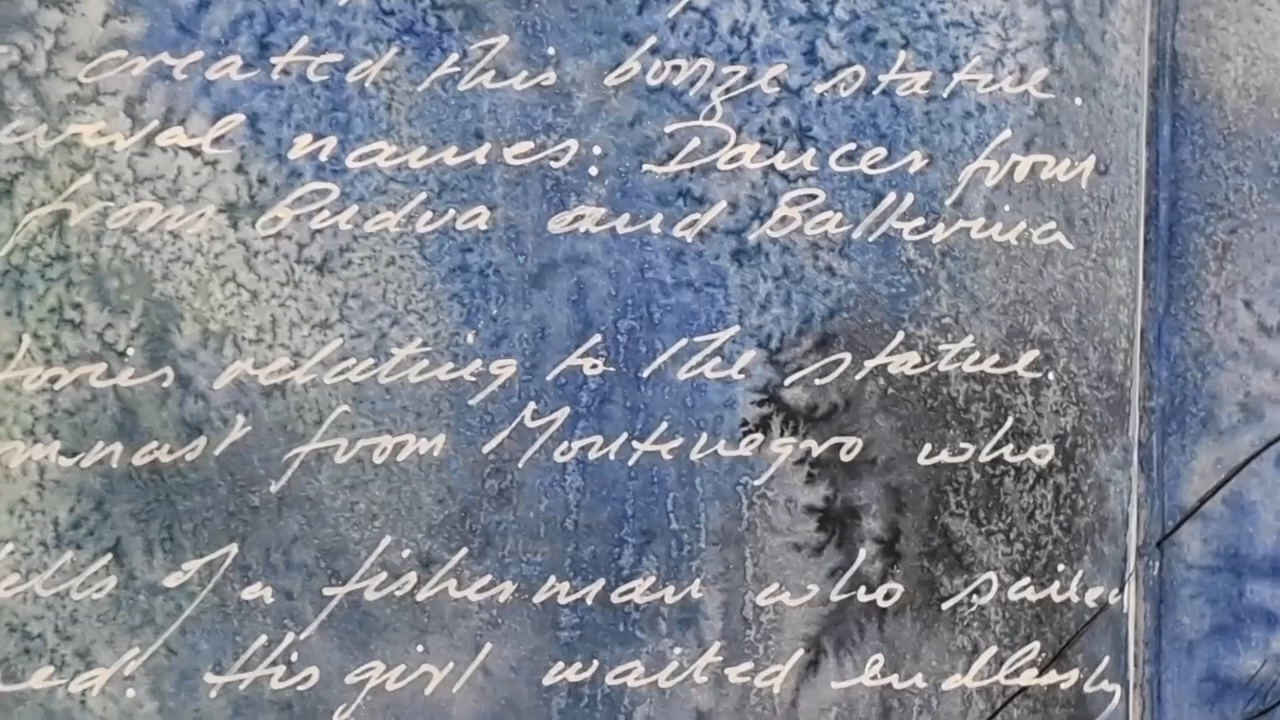 created this bonze statue.
names: Dancer from
from Budva and Ballerina
relating to the statue.
from Montenegro who
of a fisherman who sailed
His girl waited endlessly